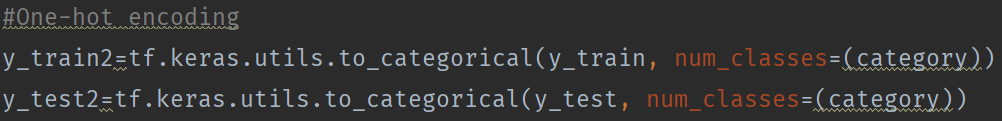 #One-hot encoding
y_train2=tf.keras.utils.to_categorical(y_train, num_classes=(category))
y_test2=tf.keras.utils.to_categorical(y_test, num_classes=(category))